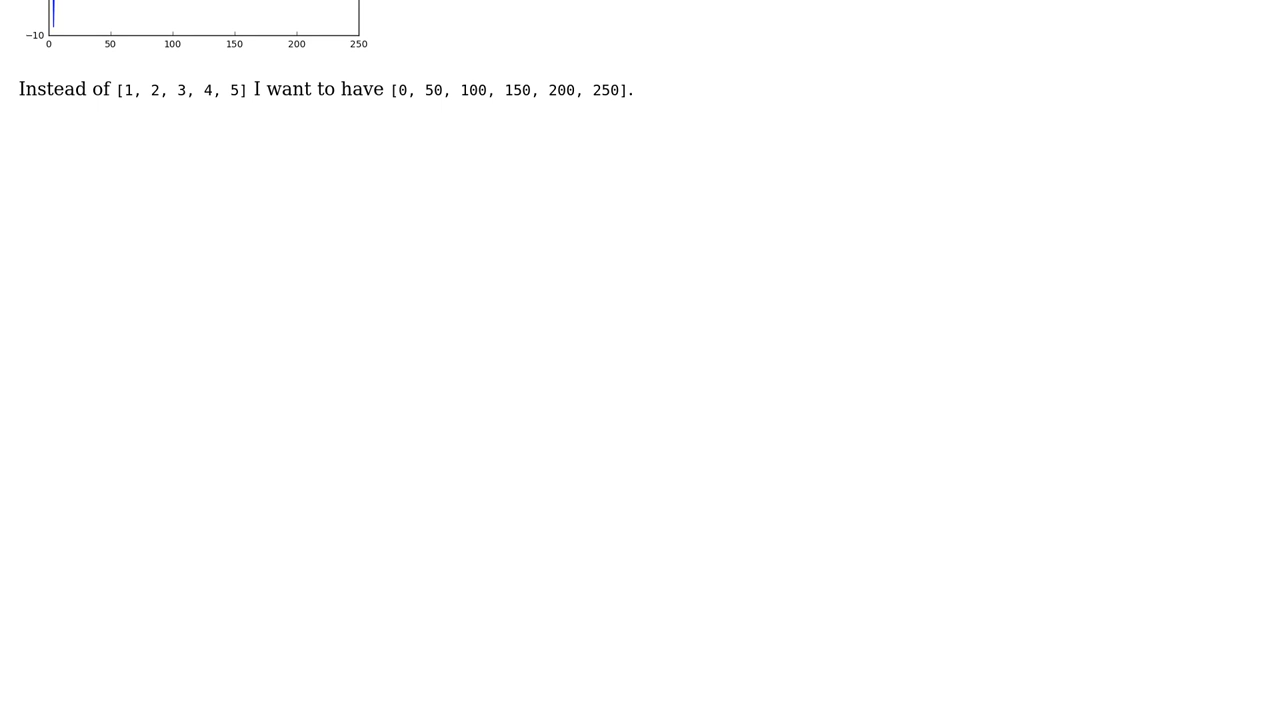 −10
0 50 100 150 200 250
Instead of [1, 2, 3, 4, 5] I want to have [0, 50, 100, 150, 200, 250].